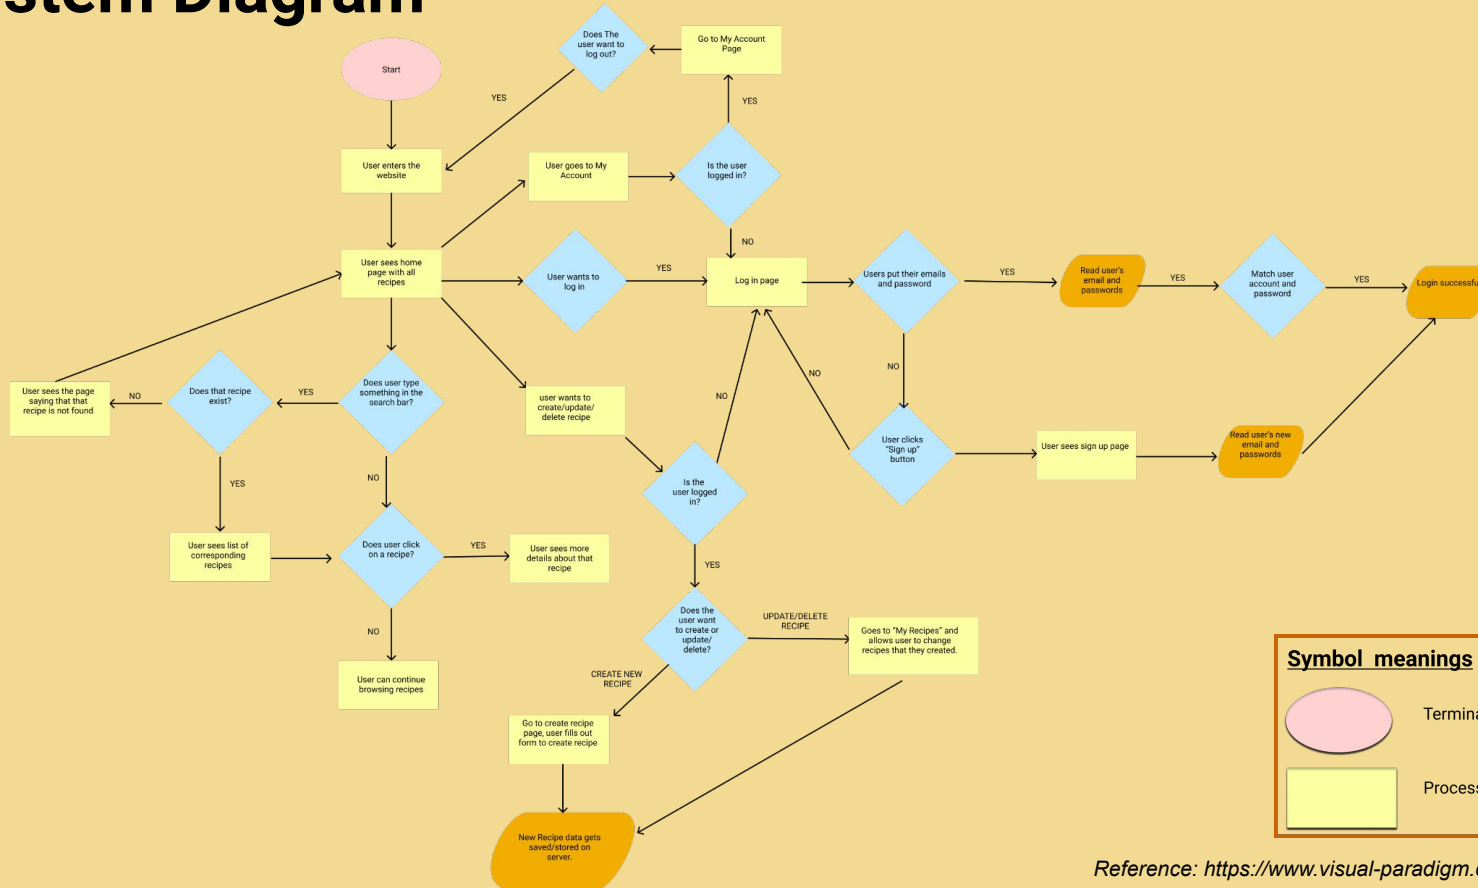 stem Diagram
Does The
user want to
log out?
Go to My Account
Page
Start
YES
YES
User enters the
website
User goes to My
Account
Is the user
logged in?
NO
User sees home
page with all
recipes
User wants to
log in
YES
Log in page
Users put their emails
and password
YES
Read user's
email and
passwords
YES
Match user
account and
password
YES
Login successfu
User sees the page
saying that that
recipe is not found
NO
Does that recipe
exist?
YES
Does user type
something in the
search bar?
user wants to
create/update/
delete recipe
NO
NO
NO
User clicks
"Sign up"
button
User sees sign up page
Read user's new
email and
passwords
YES
NO
Is the
user logged
in?
User sees list of
corresponding
recipes
Does user click
on a recipe?
YES
User sees more
details about that
recipe
YES
NO
Does the
user want
to create or
update/
delete?
UPDATE/DELETE
RECIPE
Goes to "My Recipes" and
allows user to change
recipes that they created.
User can continue
browsing recipes
CREATE NEW
RECIPE
Go to create recipe
page, user fills out
form to create recipe
New Recipe data gets
saved/stored on
server.
Symbol meanings
Termina
Process
Reference: https://www.visual-paradigm.